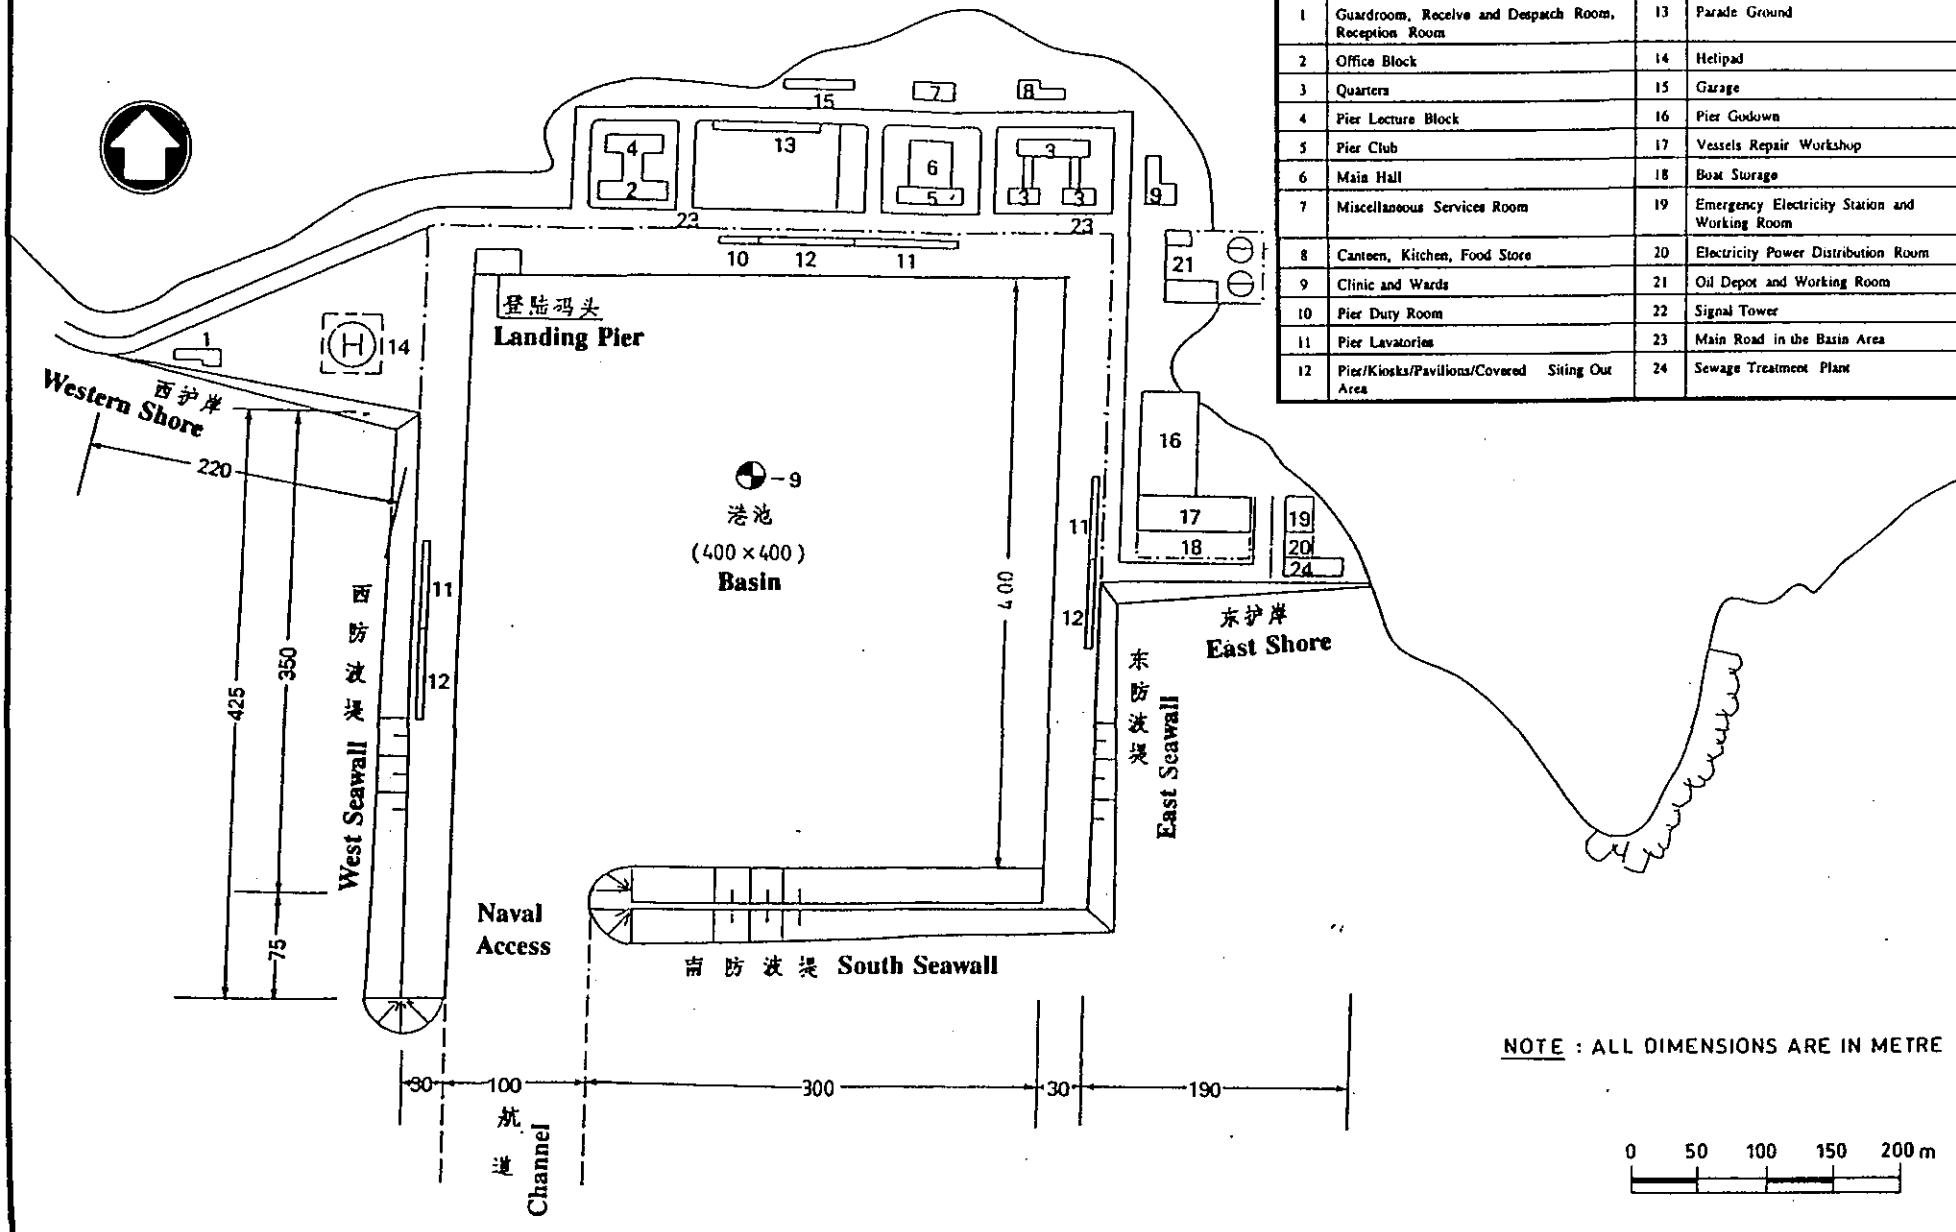 1 Guardroom, Receive and Despatch Room, Reception Room 13 Parade Ground
2 Office Block 14 Helipad
3 Quarters 15 Garage
4 Pier Lecture Block 16 Pier Godown
5 Pier Club 17 Vessels Repair Workshop
6 Main Hall 18 Boat Storage
7 Miscellaneous Services Room 19 Emergency Electricity Station and Working Room
8 Canteen, Kitchen, Food Store 20 Electricity Power Distribution Room
9 Clinic and Wards 21 Oil Depot and Working Room
10 Pier Duty Room 22 Signal Tower
11 Pier Lavatories 23 Main Road in the Basin Area
12 Pier/Kiosks/Pavilions/Covered Siting Out Area 24 Sewage Treatment Plant
15
7
8
4
13
3
6
2
5
3
3
9
23
23
10
12
11
21
登陆码头
Landing Pier
1
H
14
西护岸
Western Shore
220
16
-9
港池
(400×400)
Basin
400
11
12
17
18
19
20
24
东护岸
East Shore
425
350
75
西防波堤
West Seawall
11
12
东防波堤
East Seawall
Naval
Access
南防波堤 South Seawall
30
100
300
30
190
航道
Channel
NOTE : ALL DIMENSIONS ARE IN METRE
0 50 100 150 200 m